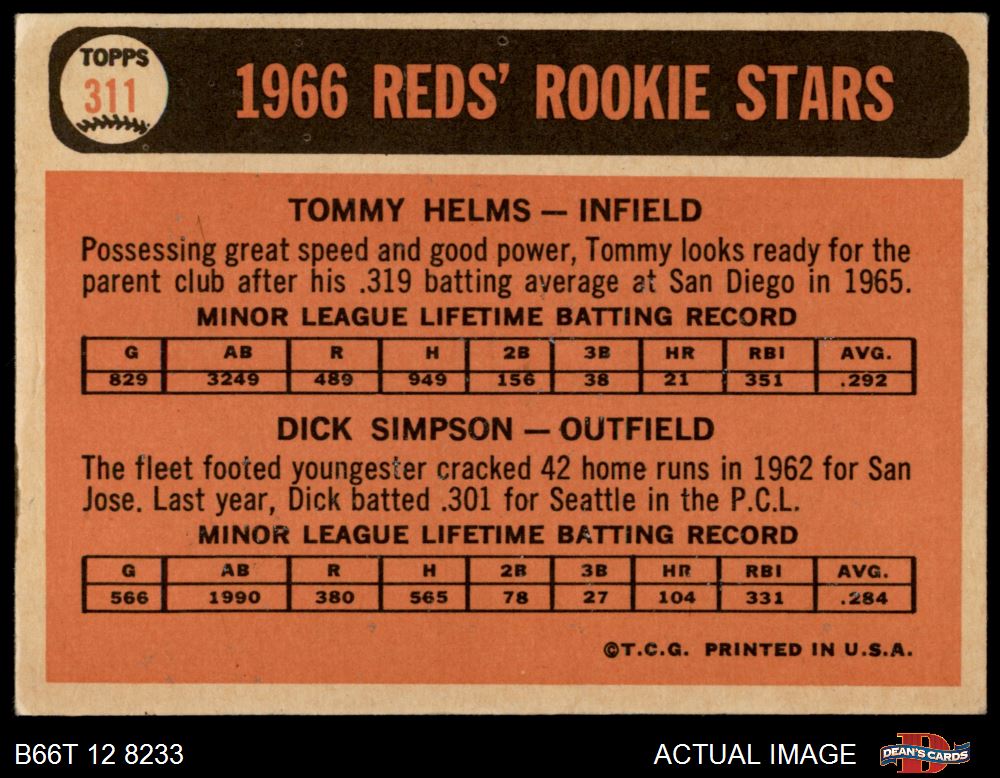 TOPPS
311
1966 REDS' ROOKIE STARS
TOMMY HELMS — INFIELD
Possessing great speed and good power, Tommy looks ready for the
parent club after his .319 batting average at San Diego in 1965.
MINOR LEAGUE LIFETIME BATTING RECORD
G AB R H 2B 3B HR RBI AVG.
829 3249 489 949 156 38 21 351 .292
DICK SIMPSON — OUTFIELD
The fleet footed youngester cracked 42 home runs in 1962 for San
Jose. Last year, Dick batted .301 for Seattle in the P.C.L.
MINOR LEAGUE LIFETIME BATTING RECORD
G AB R H 2B 3B HR RBI AVG.
566 1990 380 565 78 27 104 331 .284
©T.C.G. PRINTED IN U.S.A.
B66T 12 8233
ACTUAL IMAGE
DEAN'S CARDS